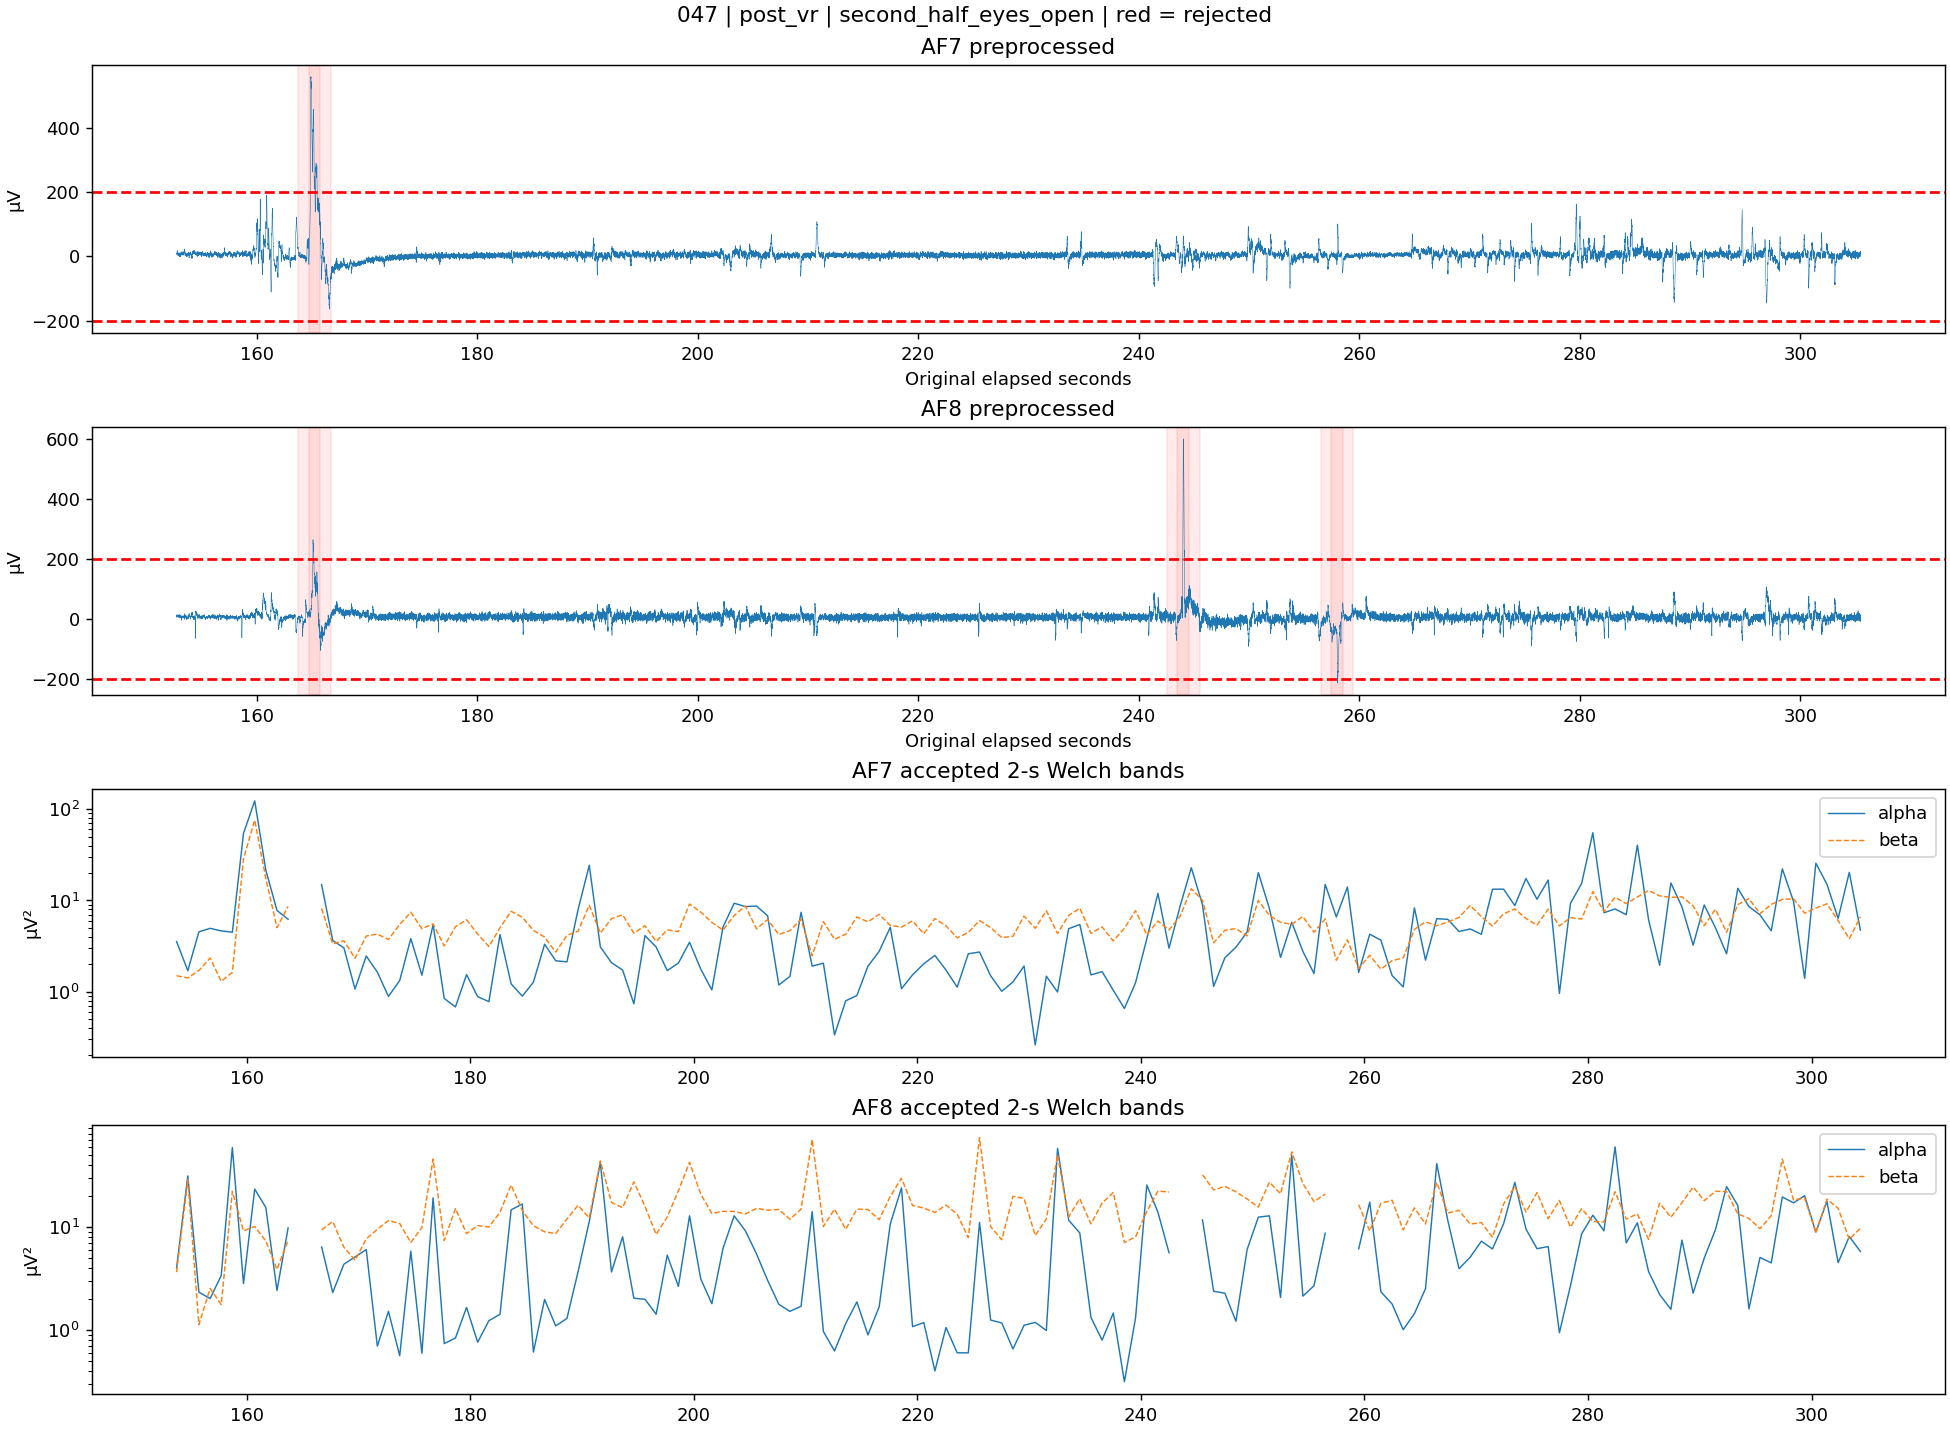 047 | post_vr | second_half_eyes_open | red = rejected
AF7 preprocessed
µV
400
200
0
−200
160 180 200 220 240 260 280 300
Original elapsed seconds
AF8 preprocessed
µV
600
400
200
0
−200
160 180 200 220 240 260 280 300
Original elapsed seconds
AF7 accepted 2-s Welch bands
µV²
10²
10¹
10⁰
alpha
beta
160 180 200 220 240 260 280 300
AF8 accepted 2-s Welch bands
µV²
10¹
10⁰
alpha
beta
160 180 200 220 240 260 280 300